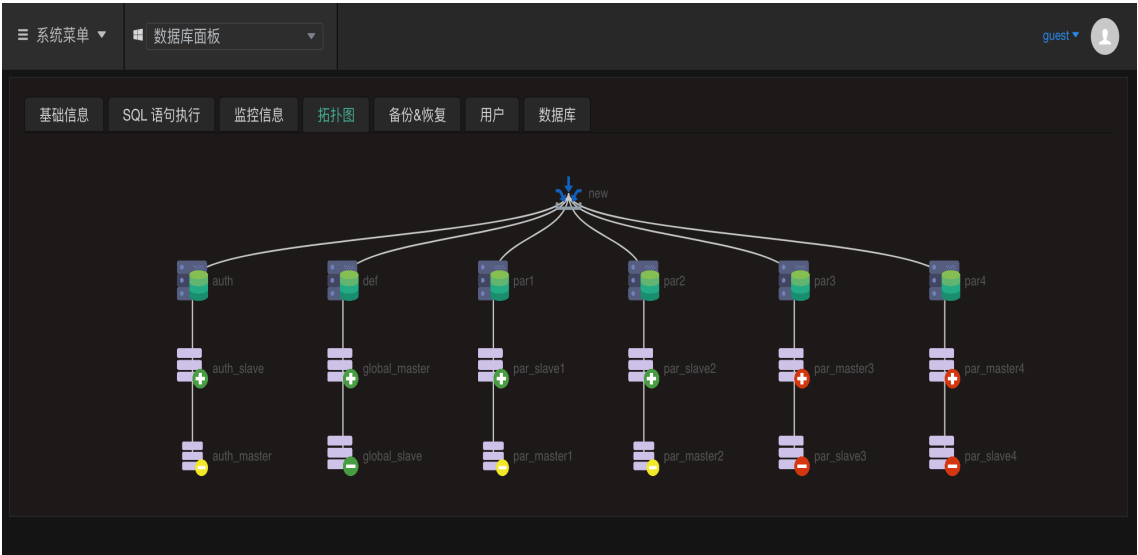 系统菜单 数据库面板 guest
基础信息 SQL 语句执行 监控信息 拓扑图 备份&恢复 用户 数据库
new
auth def par1 par2 par3 par4
auth_slave global_master par_slave1 par_slave2 par_master3 par_master4
auth_master global_slave par_master1 par_master2 par_slave3 par_slave4